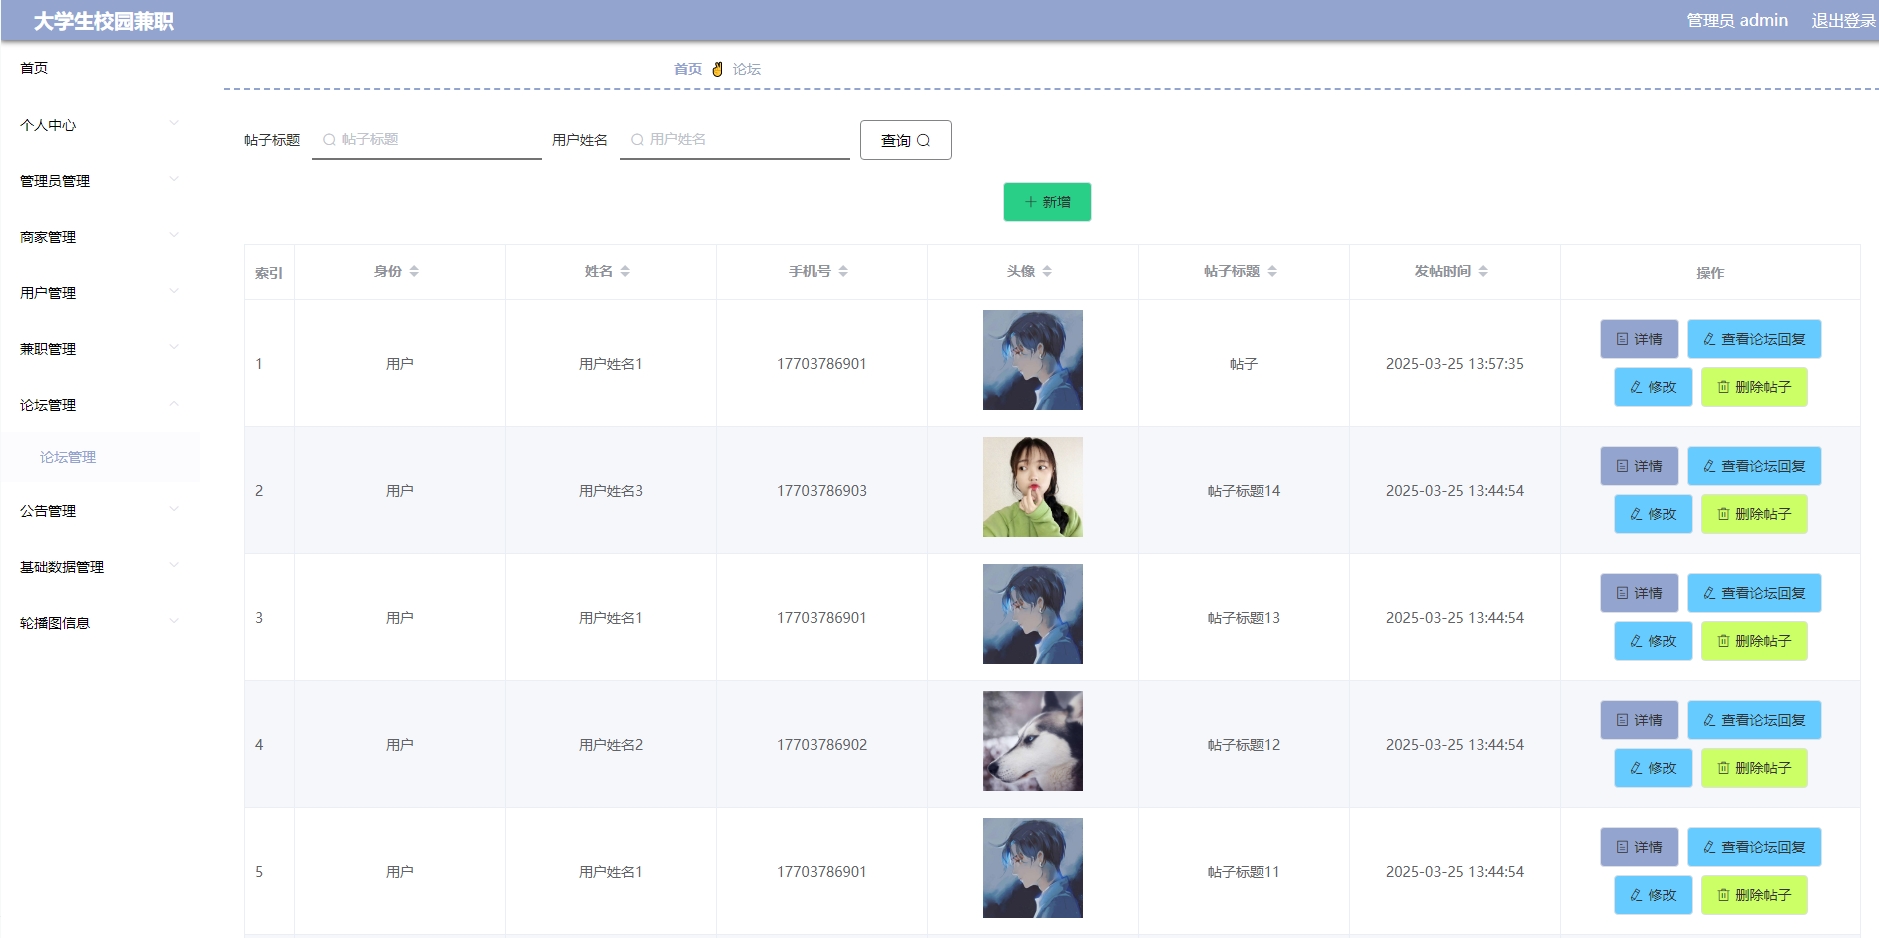 大学生校园兼职
管理员 admin 退出登录
首页
个人中心
管理员管理
商家管理
用户管理
兼职管理
论坛管理
论坛管理
公告管理
基础数据管理
轮播图信息
首页 ✌ 论坛
帖子标题 帖子标题 用户姓名 用户姓名 查询
新增
索引 身份 姓名 手机号 头像 帖子标题 发帖时间 操作
1 用户 用户姓名1 17703786901 帖子 2025-03-25 13:57:35
详情 查看论坛回复
修改 删除帖子
2 用户 用户姓名3 17703786903 帖子标题14 2025-03-25 13:44:54
详情 查看论坛回复
修改 删除帖子
3 用户 用户姓名1 17703786901 帖子标题13 2025-03-25 13:44:54
详情 查看论坛回复
修改 删除帖子
4 用户 用户姓名2 17703786902 帖子标题12 2025-03-25 13:44:54
详情 查看论坛回复
修改 删除帖子
5 用户 用户姓名1 17703786901 帖子标题11 2025-03-25 13:44:54
详情 查看论坛回复
修改 删除帖子